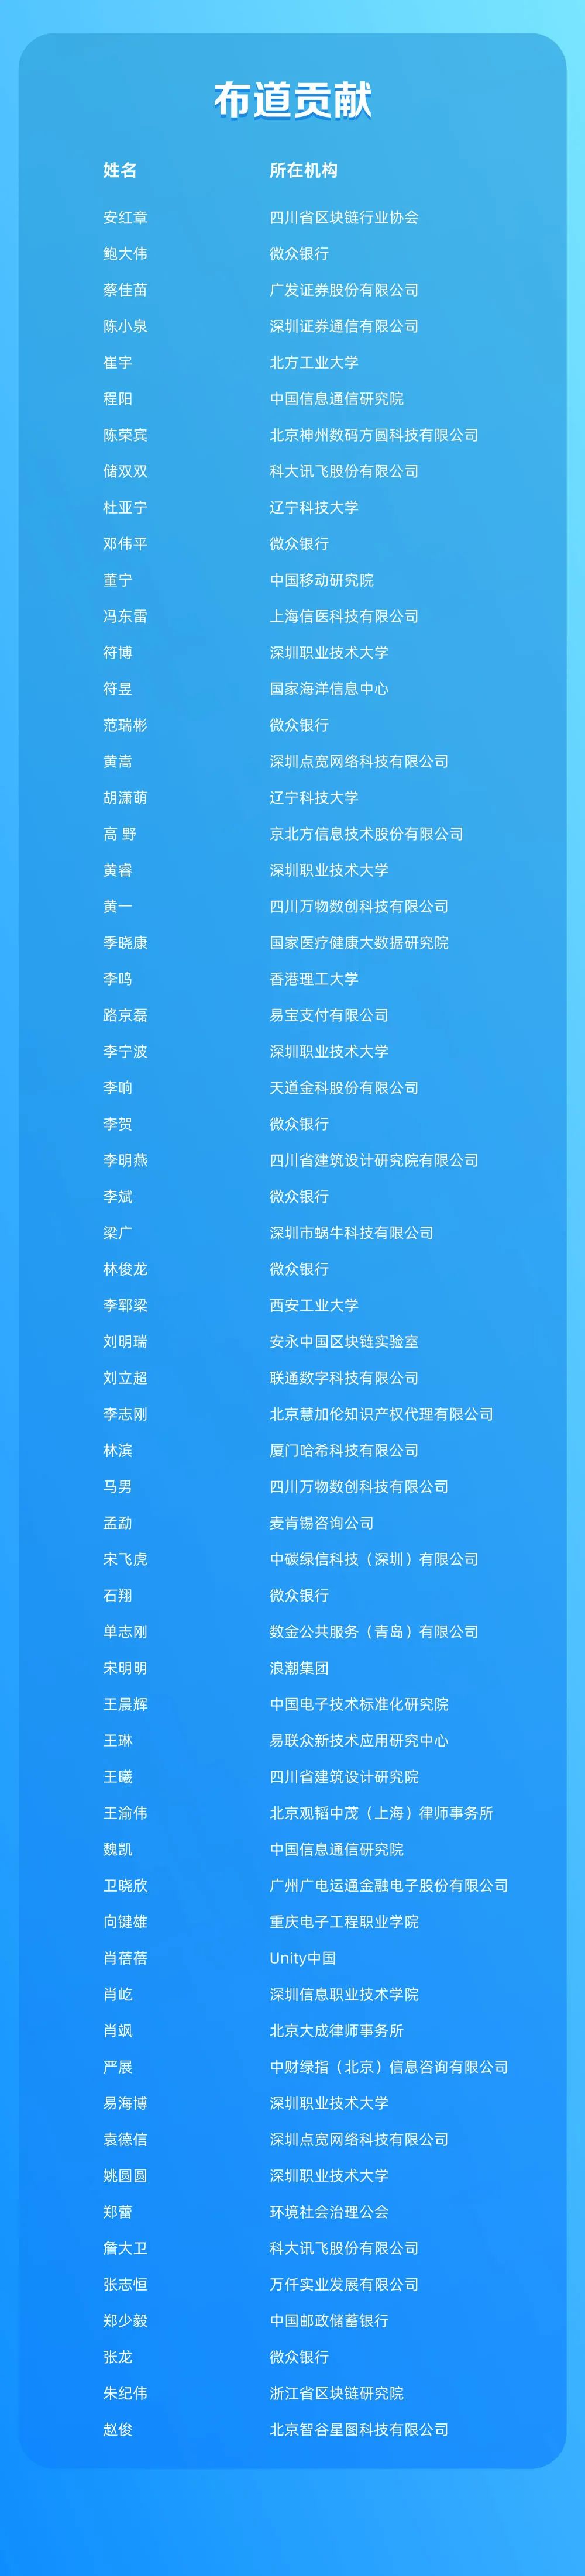 布道贡献
姓名 所在机构
安红章 四川省区块链行业协会
鲍大伟 微众银行
蔡佳苗 广发证券股份有限公司
陈小泉 深圳证券通信有限公司
崔宇 北方工业大学
程阳 中国信息通信研究院
陈荣宾 北京神州数码方圆科技有限公司
储双双 科大讯飞股份有限公司
杜亚宁 辽宁科技大学
邓伟平 微众银行
董宁 中国移动研究院
冯东雷 上海信医科技有限公司
符博 深圳职业技术大学
符昱 国家海洋信息中心
范瑞彬 微众银行
黄嵩 深圳点宽网络科技有限公司
胡潇萌 辽宁科技大学
高 野 京北方信息技术股份有限公司
黄睿 深圳职业技术大学
黄一 四川万物数创科技有限公司
季晓康 国家医疗健康大数据研究院
李鸣 香港理工大学
路京磊 易宝支付有限公司
李宁波 深圳职业技术大学
李响 天道金科股份有限公司
李贺 微众银行
李明燕 四川省建筑设计研究院有限公司
李斌 微众银行
梁广 深圳市蜗牛科技有限公司
林俊龙 微众银行
李郓梁 西安工业大学
刘明瑞 安永中国区块链实验室
刘立超 联通数字科技有限公司
李志刚 北京慧加伦知识产权代理有限公司
林滨 厦门哈希科技有限公司
马男 四川万物数创科技有限公司
孟勐 麦肯锡咨询公司
宋飞虎 中碳绿信科技（深圳）有限公司
石翔 微众银行
单志刚 数金公共服务（青岛）有限公司
宋明明 浪潮集团
王晨辉 中国电子技术标准化研究院
王琳 易联众新技术应用研究中心
王曦 四川省建筑设计研究院
王渝伟 北京观韬中茂（上海）律师事务所
魏凯 中国信息通信研究院
卫晓欣 广州广电运通金融电子股份有限公司
向键雄 重庆电子工程职业学院
肖蓓蓓 Unity中国
肖屹 深圳信息职业技术学院
肖飒 北京大成律师事务所
严展 中财绿指（北京）信息咨询有限公司
易海博 深圳职业技术大学
袁德信 深圳点宽网络科技有限公司
姚圆圆 深圳职业技术大学
郑蕾 环境社会治理公会
詹大卫 科大讯飞股份有限公司
张志恒 万仟实业发展有限公司
郑少毅 中国邮政储蓄银行
张龙 微众银行
朱纪伟 浙江省区块链研究院
赵俊 北京智谷星图科技有限公司